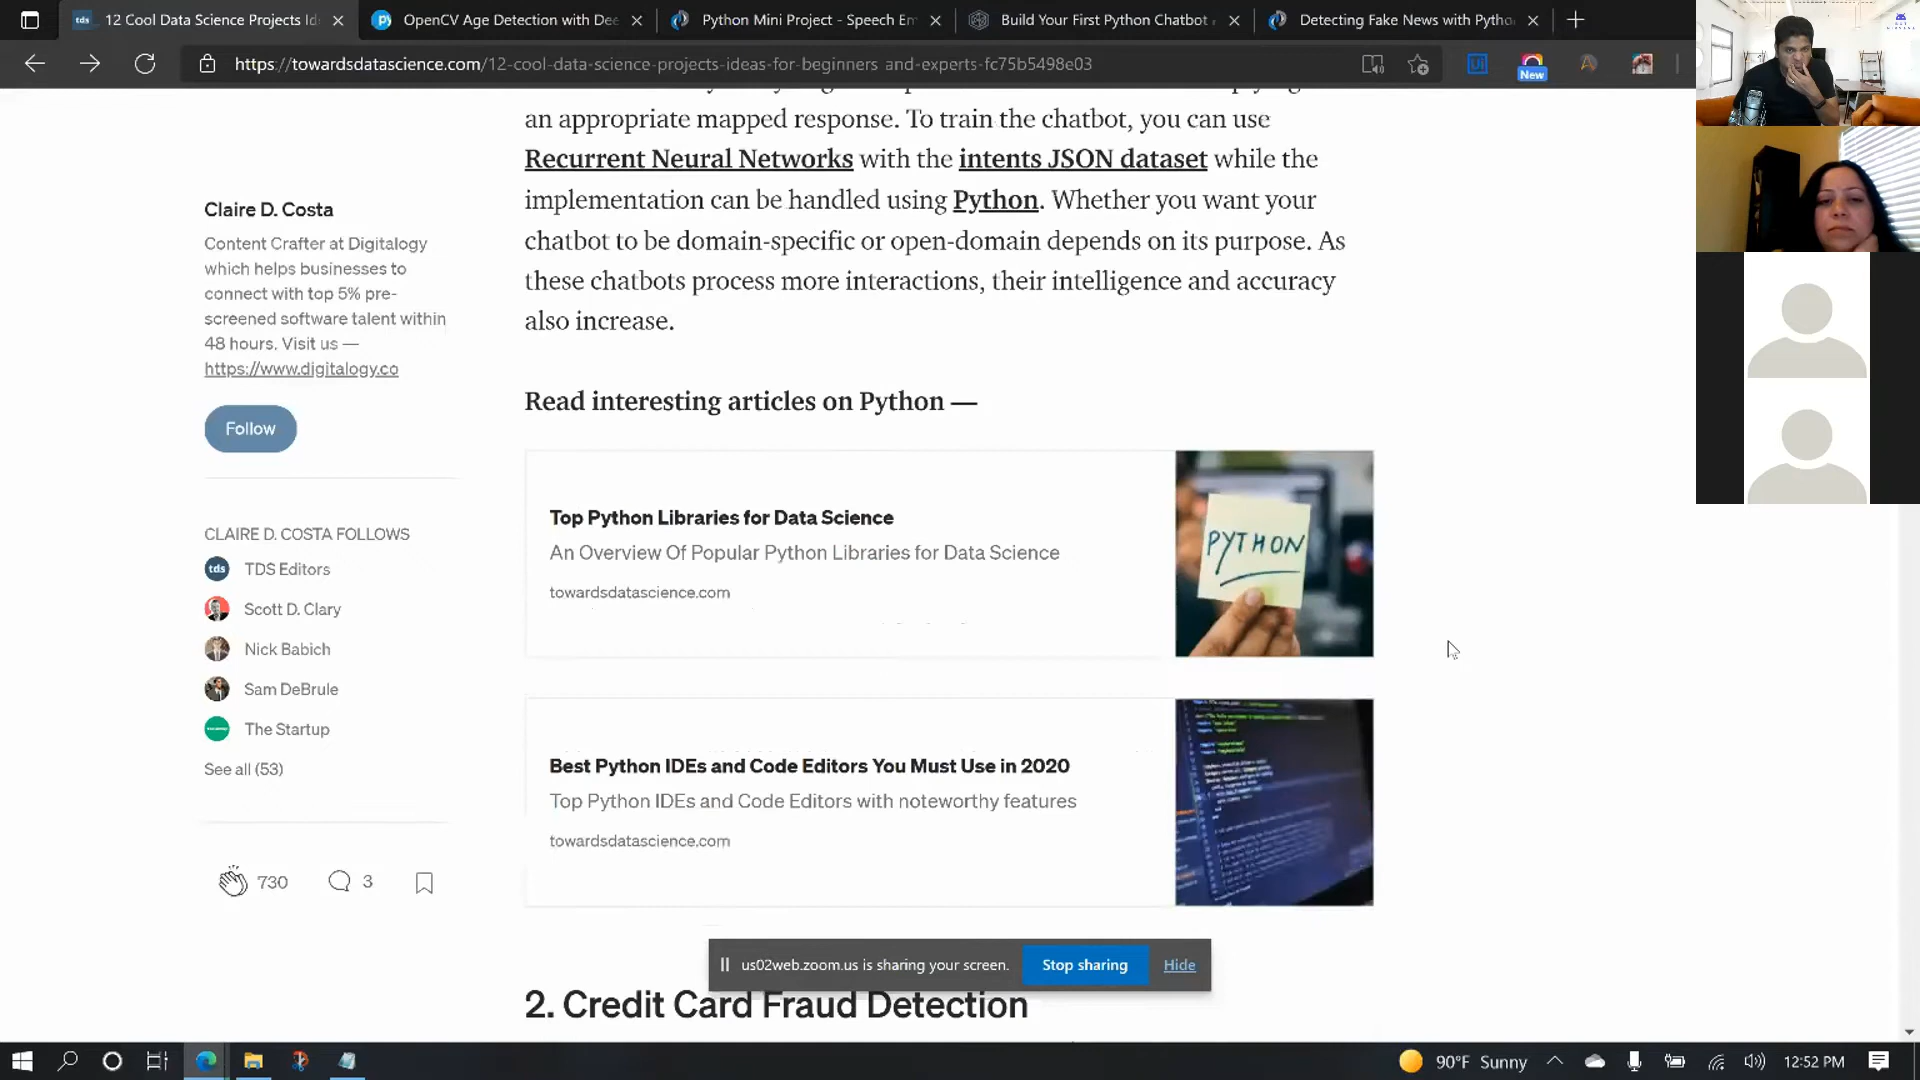 12 Cool Data Science Projects Id
OpenCV Age Detection with Dee
Python Mini Project - Speech Em
Build Your First Python Chatbot
Detecting Fake News with Pytho
https://towardsdatascience.com/12-cool-data-science-projects-ideas-for-beginners and-experts-fc75b5498e03
New
an appropriate mapped response. To train the chatbot, you can use
Recurrent Neural Networks with the intents JSON dataset while the
implementation can be handled using Python. Whether you want your
chatbot to be domain-specific or open-domain depends on its purpose. As
these chatbots process more interactions, their intelligence and accuracy
also increase.
Claire D. Costa
Content Crafter at Digitalogy
which helps businesses to
connect with top 5% pre-
screened software talent within
48 hours. Visit us —
https://www.digitalogy.co
Follow
CLAIRE D. COSTA FOLLOWS
tds TDS Editors
Scott D. Clary
Nick Babich
Sam DeBrule
The Startup
See all (53)
730 3
Read interesting articles on Python —
Top Python Libraries for Data Science
An Overview Of Popular Python Libraries for Data Science
towardsdatascience.com
PYTHON
Best Python IDEs and Code Editors You Must Use in 2020
Top Python IDEs and Code Editors with noteworthy features
towardsdatascience.com
us02web.zoom.us is sharing your screen. Stop sharing Hide
2. Credit Card Fraud Detection
90°F Sunny 12:52 PM